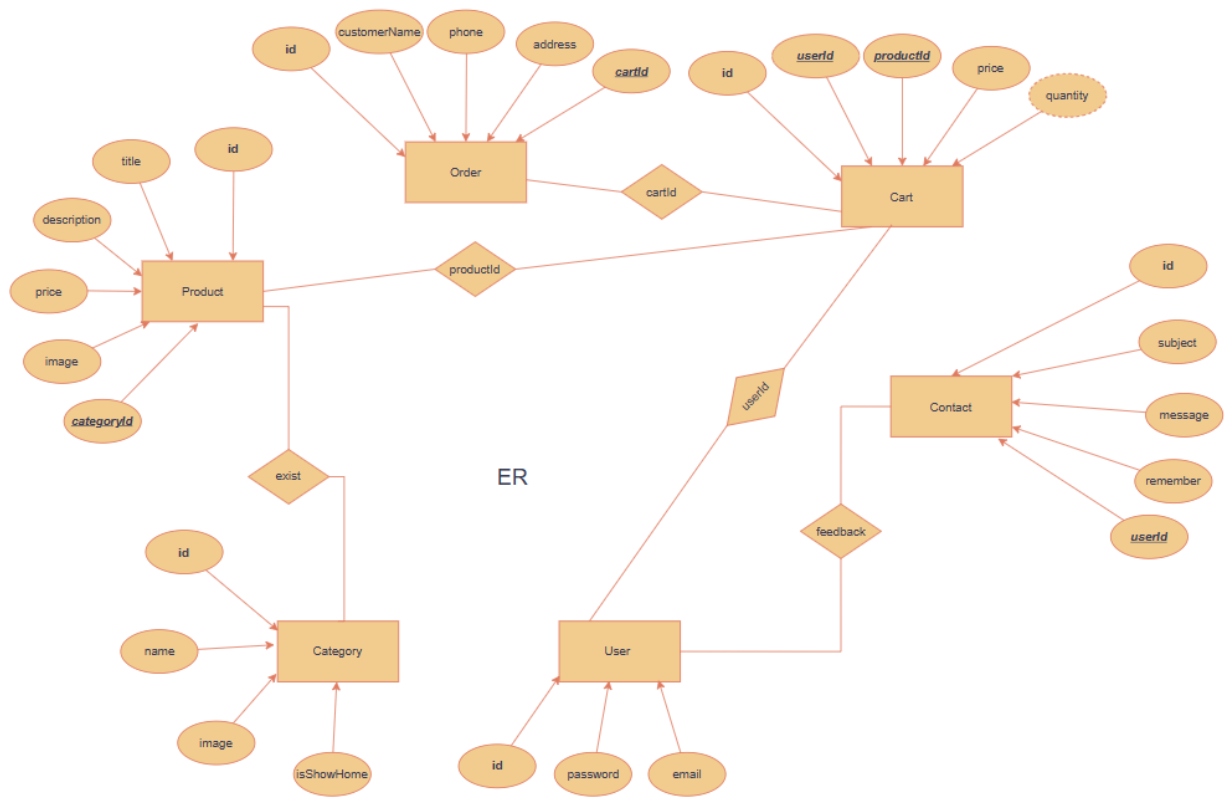 customerName
phone
id
address
cartId
Order
cartId
id
userId
productId
price
quantity
Cart
title
id
description
price
image
categoryId
Product
productId
exist
ER
userId
id
subject
message
remember
userId
Contact
feedback
id
name
image
isShowHome
Category
User
id
password
email